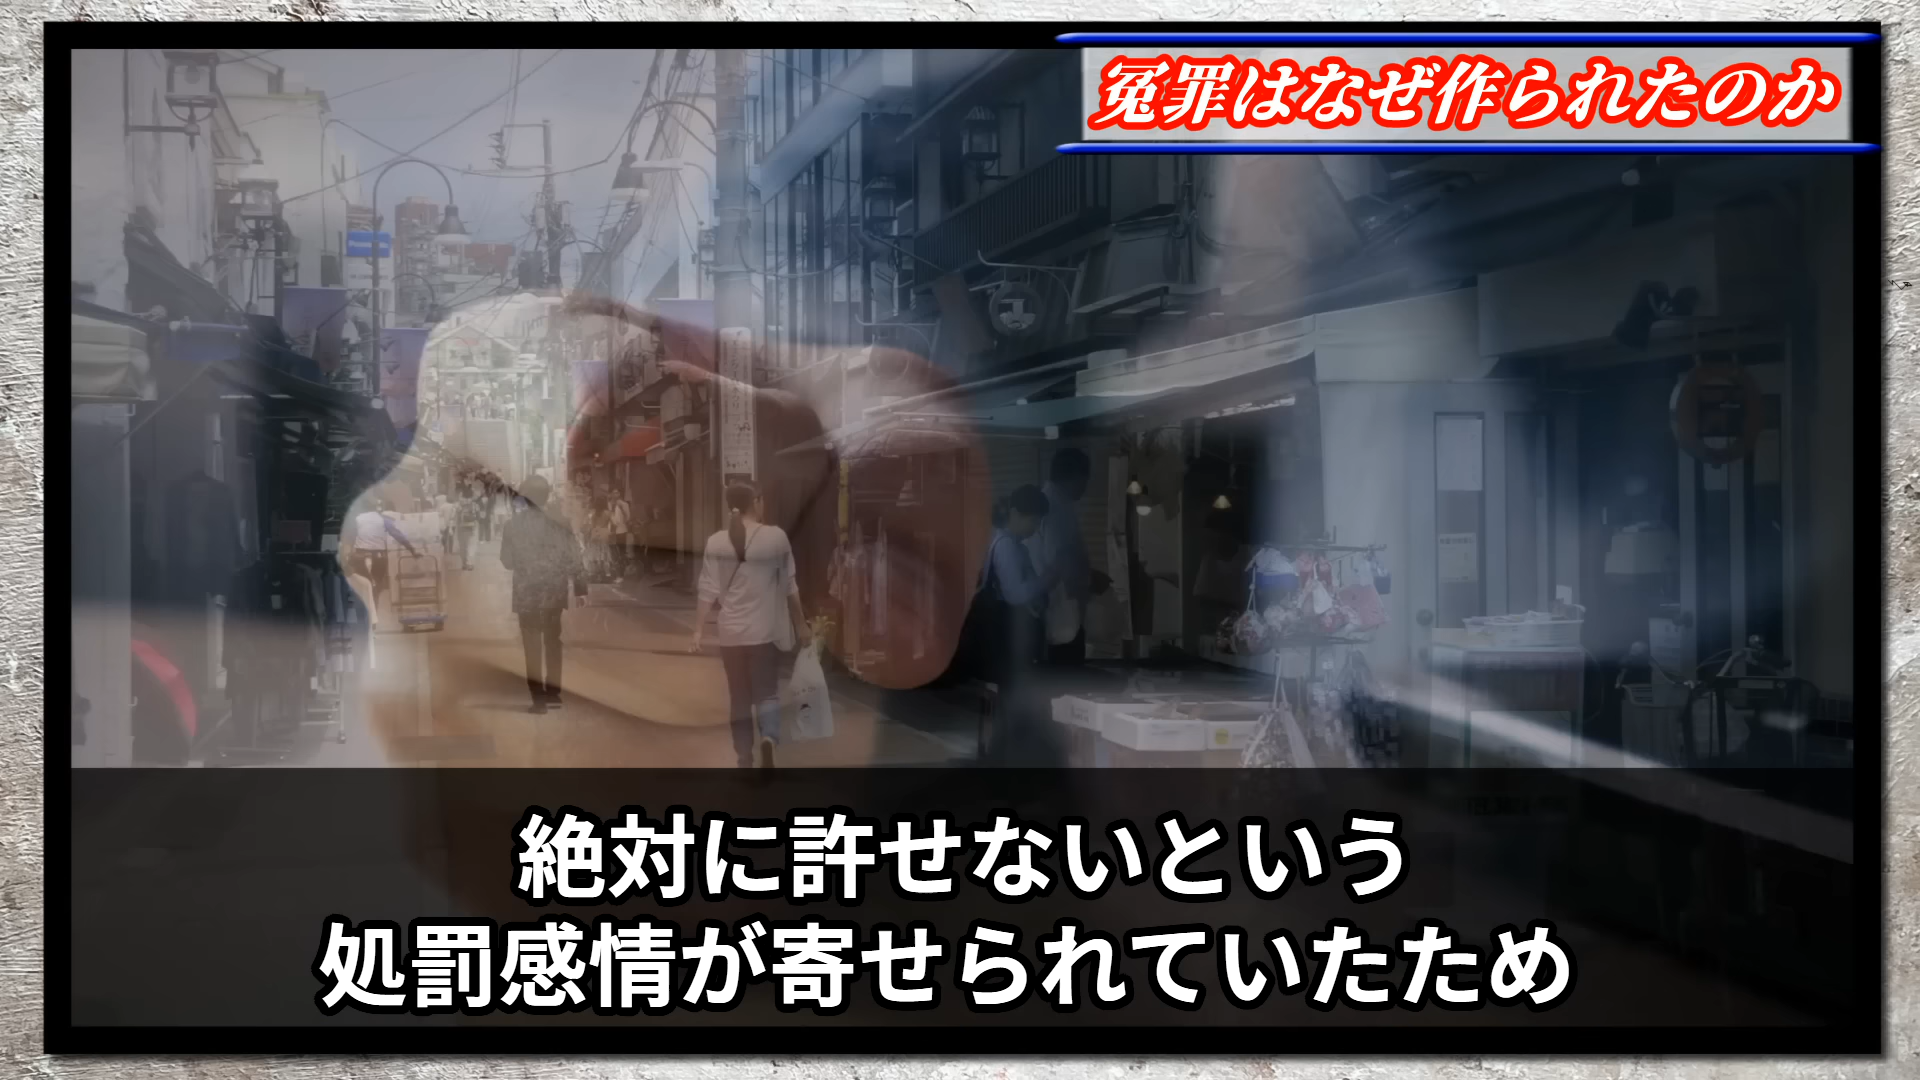 冤罪はなぜ作られたのか
絶対に許せないという
処罰感情が寄せられていたため